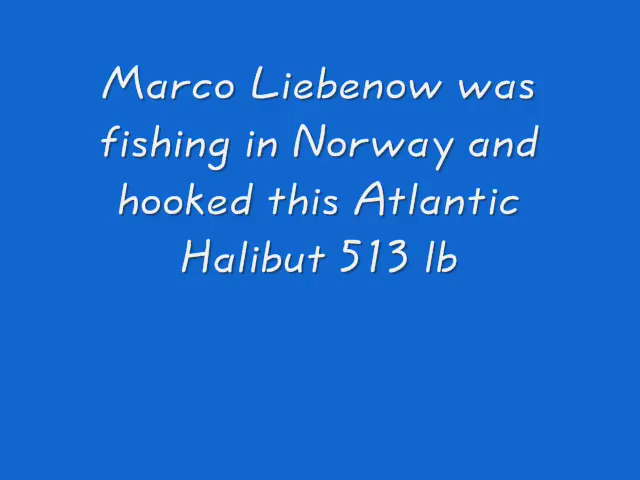 Marco Liebenow was
fishing in Norway and
hooked this Atlantic
Halibut 513 lb